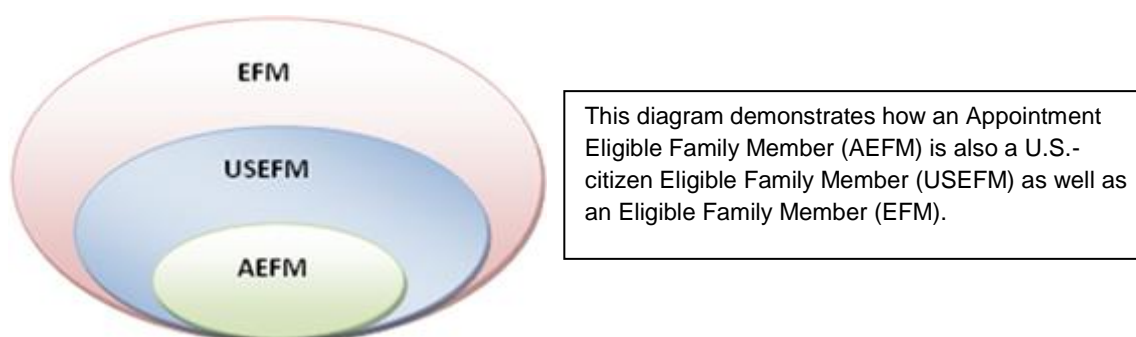 EFM
USEFM
AEFM
This diagram demonstrates how an Appointment
Eligible Family Member (AEFM) is also a U.S.-
citizen Eligible Family Member (USEFM) as well as
an Eligible Family Member (EFM).